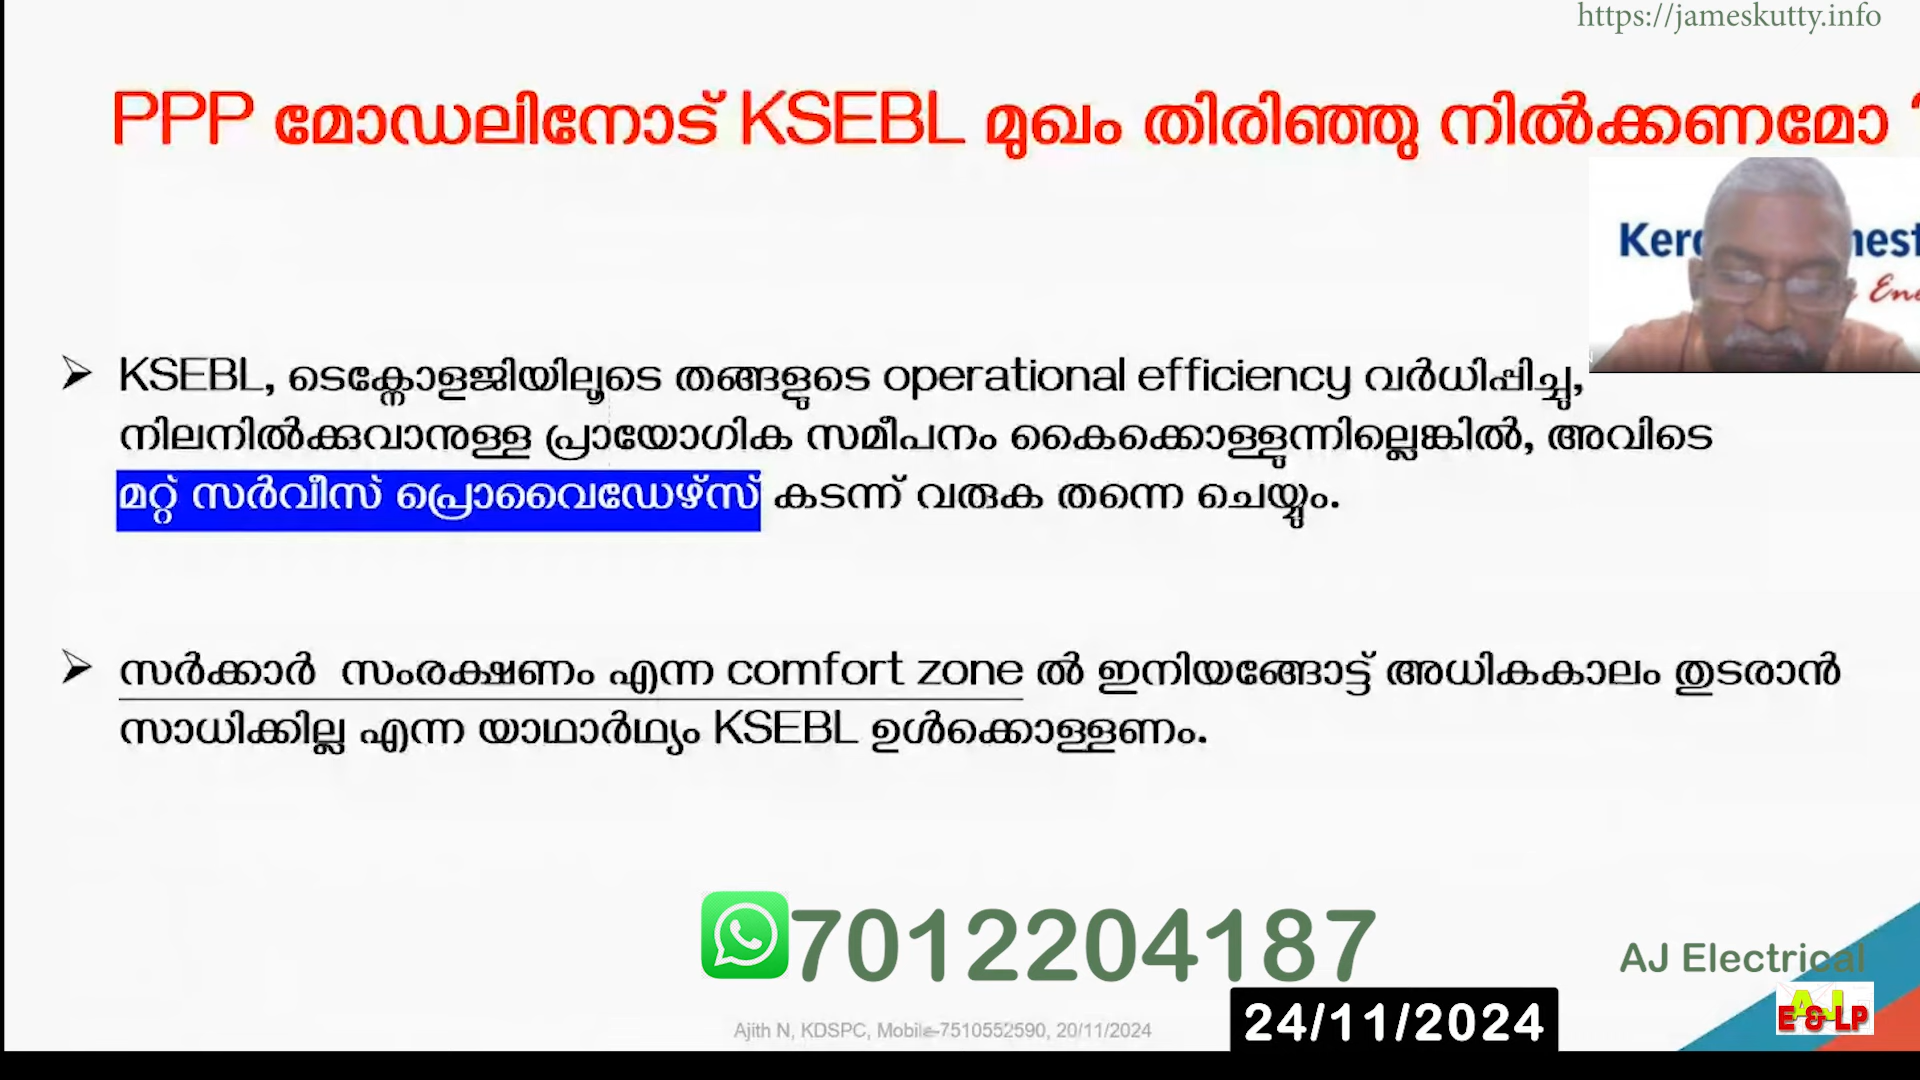 https://jameskutty.info
PPP മോഡലിനോട് KSEBL മുഖം തിരിഞ്ഞു നിൽക്കണമോ ?
KSEBL, ടെക്നോളജിയിലൂടെ തങ്ങളുടെ operational efficiency വർധിപ്പിച്ചു,
നിലനിൽക്കുവാനുള്ള പ്രായോഗിക സമീപനം കൈക്കൊള്ളുന്നില്ലെങ്കിൽ, അവിടെ
മറ്റ് സർവീസ് പ്രൊവൈഡേഴ്സ് കടന്ന് വരുക തന്നെ ചെയ്യും.
സർക്കാർ സംരക്ഷണം എന്ന comfort zone ൽ ഇനിയങ്ങോട്ട് അധികകാലം തുടരാൻ
സാധിക്കില്ല എന്ന യാഥാർഥ്യം KSEBL ഉൾക്കൊള്ളണം.
7012204187
AJ Electrical
AJ
E & LP
24/11/2024
Ajith N, KDSPC, Mobile-7510552590, 20/11/2024